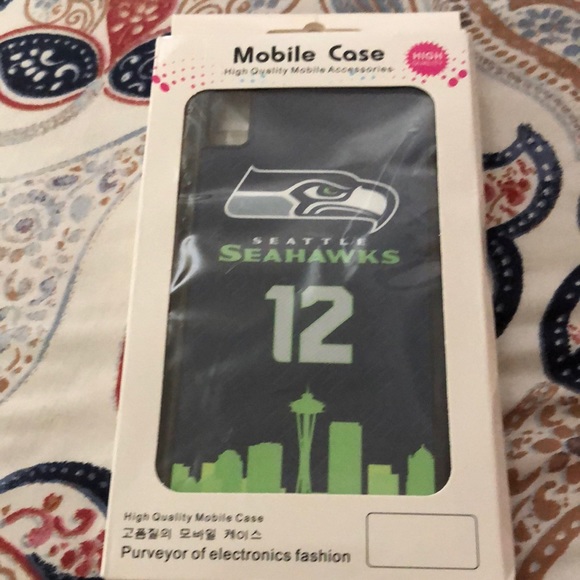 Mobile Case
High Quality Mobile Accessories
HIGH
SEATTLE
SEAHAWKS
12
High Quality Mobile Case
고품질의 모바일 케이스
Purveyor of electronics fashion